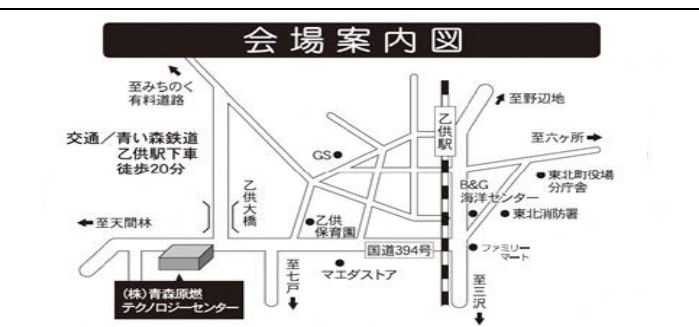 会場案内図
至みちのく
有料道路
至野辺地
乙供駅
交通／青い森鉄道
乙供駅下車
徒歩20分
至六ヶ所
GS
東北町役場
分庁舎
B&G
海洋センター
乙供大橋
乙供
保育園
東北消防署
至天間林
国道394号
ファミリー
マート
至七戸
マエダストア
至三沢
(株)青森原燃
テクノロジーセンター